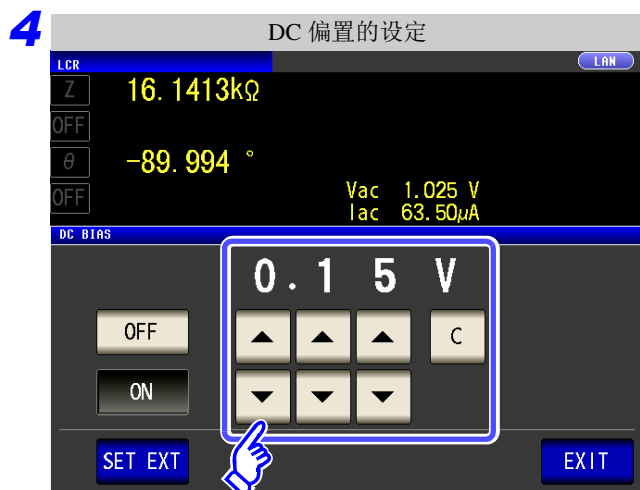 4
DC 偏置的设定
LCR LAN
Z 16.1413kΩ
OFF
θ -89.994 °
OFF Vac 1.025 V
Iac 63.50μA
DC BIAS
0.15 V
OFF C
ON
SET EXT EXIT